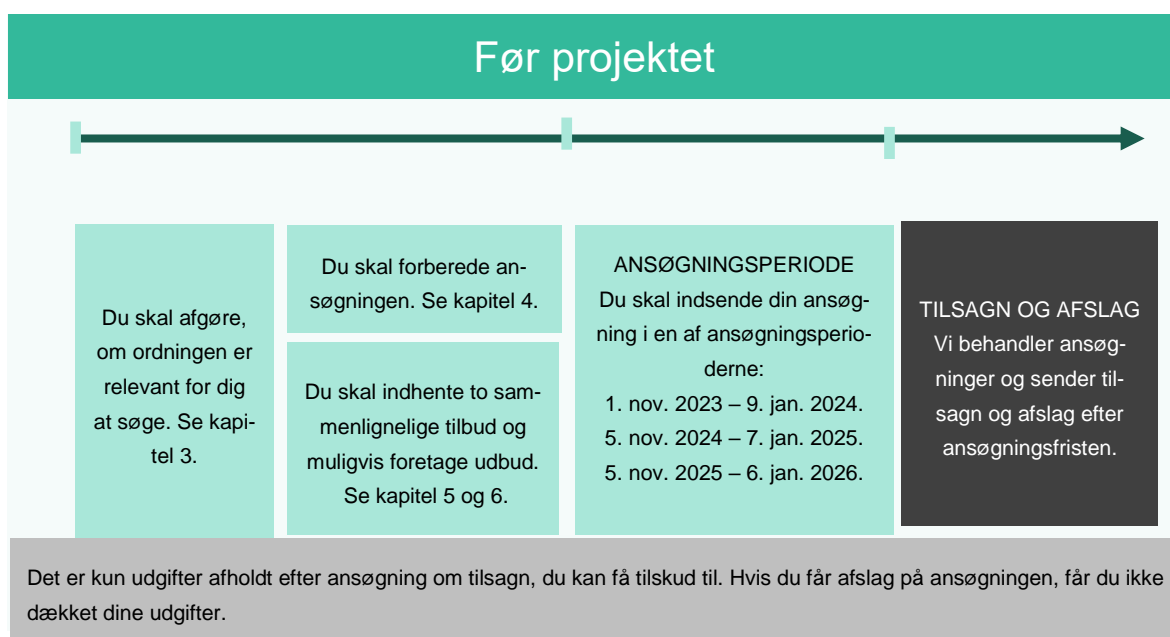 Før projektet
Du skal afgøre,
om ordningen er
relevant for dig
at søge. Se kapi-
tel 3.
Du skal forberede an-
søgningen. Se kapitel 4.
Du skal indhente to sam-
menlignelige tilbud og
muligvis foretage udbud.
Se kapitel 5 og 6.
ANSØGNINGSPERIODE
Du skal indsende din ansøg-
ning i en af ansøgningsperio-
derne:
1. nov. 2023 – 9. jan. 2024.
5. nov. 2024 – 7. jan. 2025.
5. nov. 2025 – 6. jan. 2026.
TILSAGN OG AFSLAG
Vi behandler ansøg-
ninger og sender til-
sagn og afslag efter
ansøgningsfristen.
Det er kun udgifter afholdt efter ansøgning om tilsagn, du kan få tilskud til. Hvis du får afslag på ansøgningen, får du ikke
dækket dine udgifter.